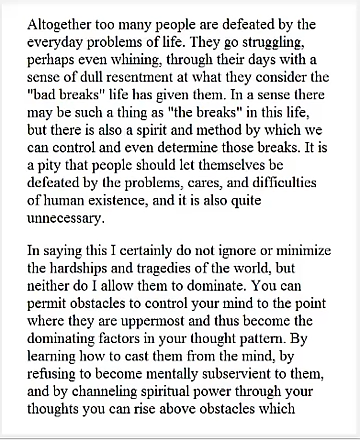 Altogether too many people are defeated by the
everyday problems of life. They go struggling,
perhaps even whining, through their days with a
sense of dull resentment at what they consider the
"bad breaks" life has given them. In a sense there
may be such a thing as "the breaks" in this life,
but there is also a spirit and method by which we
can control and even determine those breaks. It is
a pity that people should let themselves be
defeated by the problems, cares, and difficulties
of human existence, and it is also quite
unnecessary.
In saying this I certainly do not ignore or minimize
the hardships and tragedies of the world, but
neither do I allow them to dominate. You can
permit obstacles to control your mind to the point
where they are uppermost and thus become the
dominating factors in your thought pattern. By
learning how to cast them from the mind, by
refusing to become mentally subservient to them,
and by channeling spiritual power through your
thoughts you can rise above obstacles which